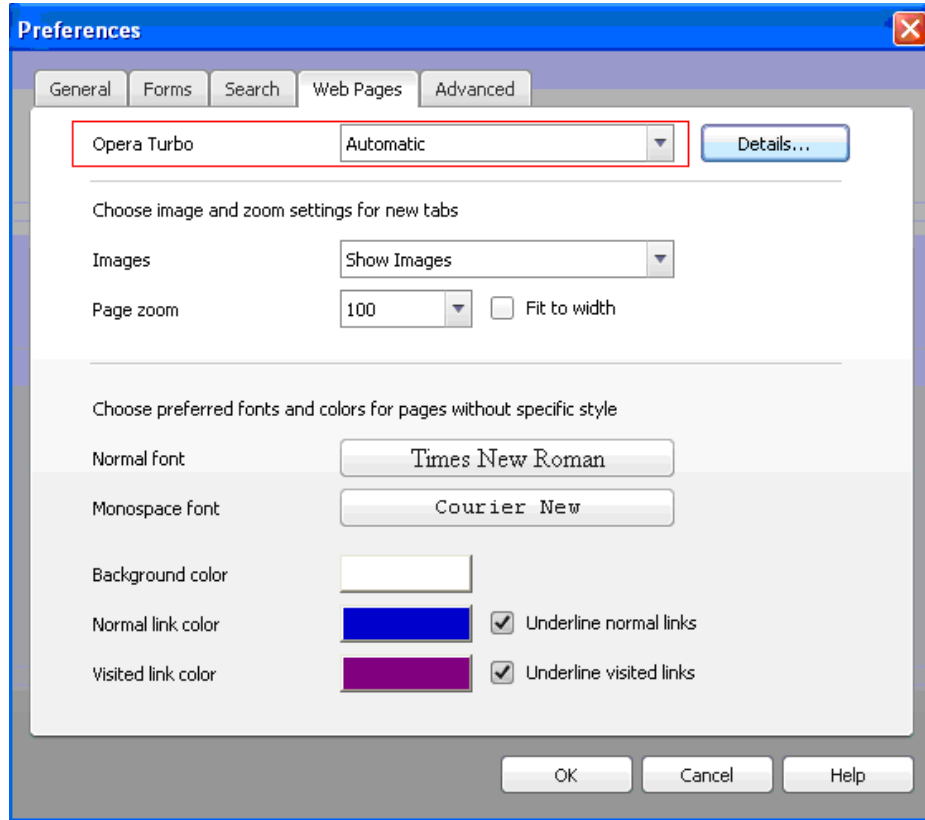 Preferences
General Forms Search Web Pages Advanced
Opera Turbo Automatic Details...
Choose image and zoom settings for new tabs
Images Show Images
Page zoom 100 Fit to width
Choose preferred fonts and colors for pages without specific style
Normal font Times New Roman
Monospace font Courier New
Background color
Normal link color Underline normal links
Visited link color Underline visited links
OK Cancel Help